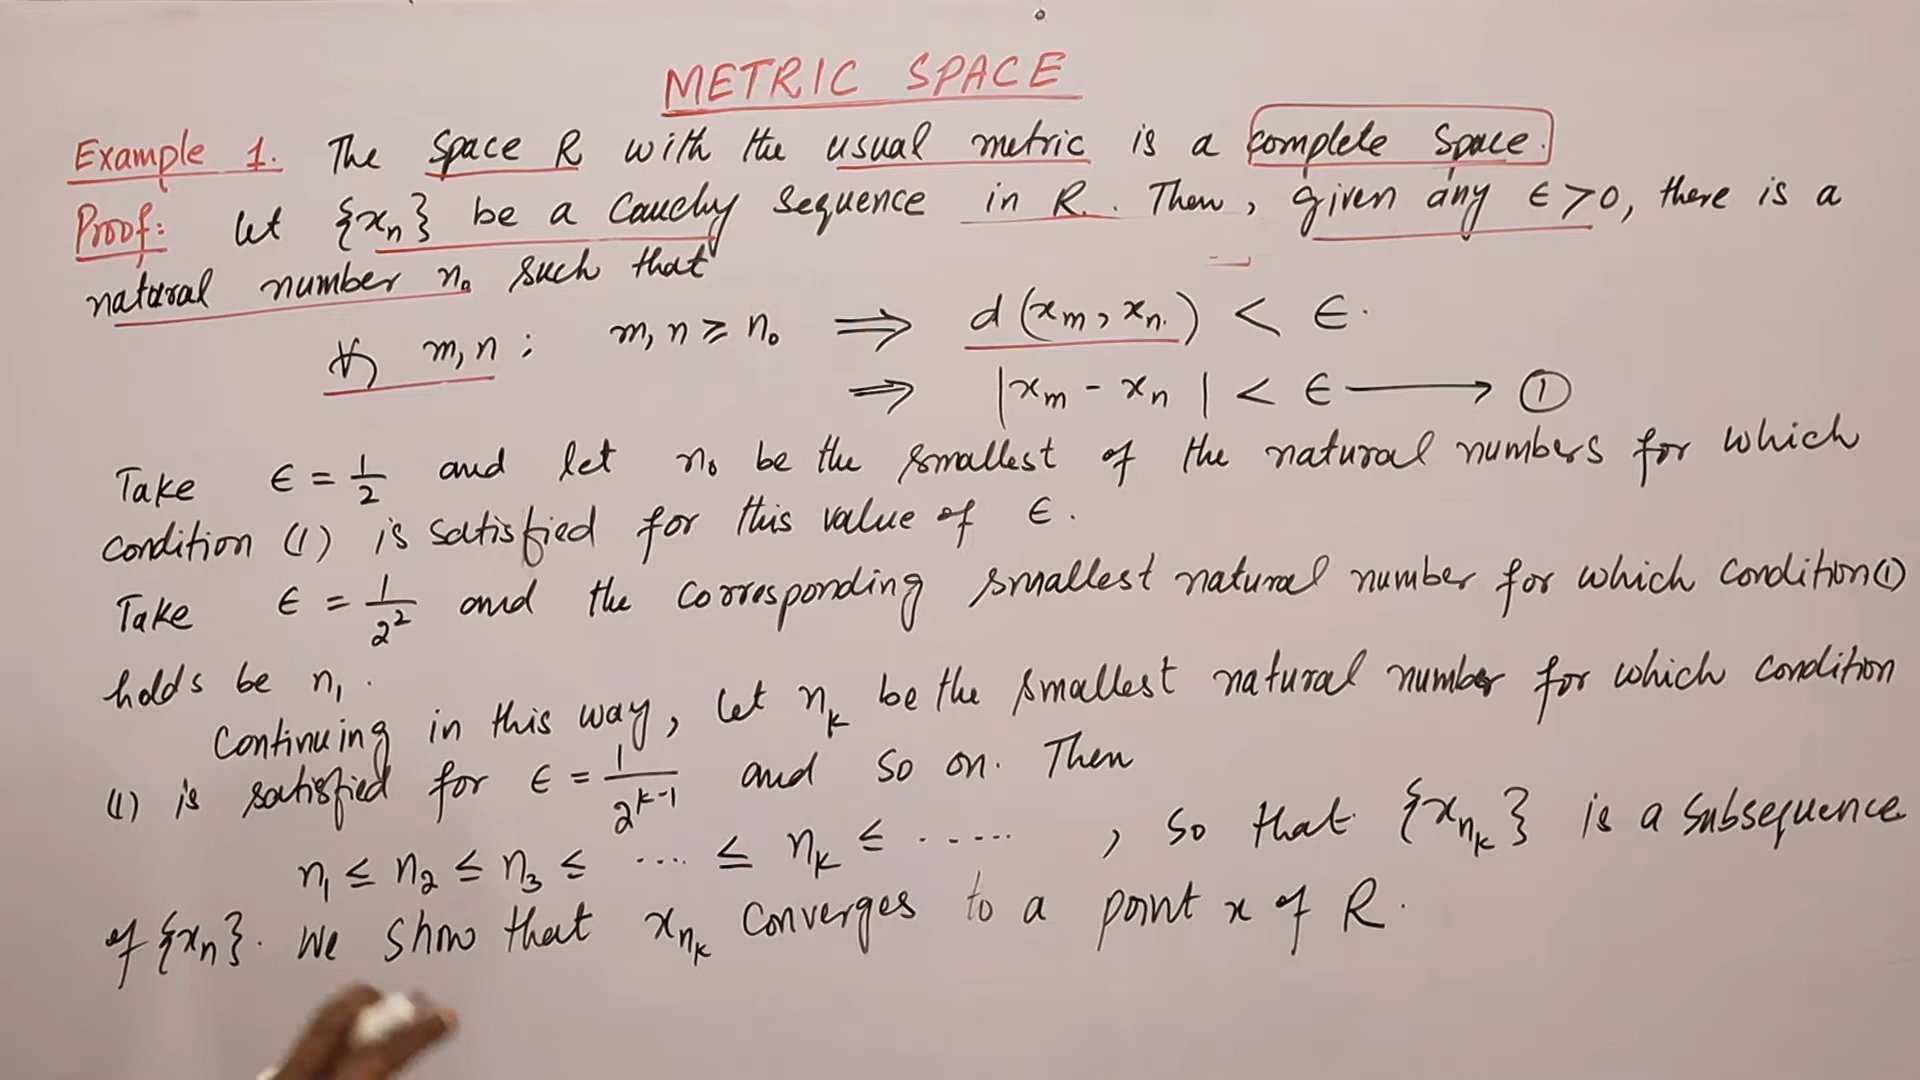 METRIC SPACE
Example 1. The space R with the usual metric is a complete space.
Proof: Let {xₙ} be a Cauchy sequence in R. Then, given any ϵ>0, there is a
natural number n₀ such that
∀ m, n ; m, n ≥ n₀ ⟹ d(xₘ, xₙ.) < ϵ.
⟹ |xₘ - xₙ| < ϵ ⟶ ①
Take ϵ = 1/2 and let n₀ be the smallest of the natural numbers for which
condition (1) is satisfied for this value of ϵ.
Take ϵ = 1/2² and the corresponding smallest natural number for which condition (1)
holds be n₁.
Continuing in this way, let nₖ be the smallest natural number for which condition
(1) is satisfied for ϵ = 1/2^(k-1) and so on. Then
n₁ ≤ n₂ ≤ n₃ ≤ .... ≤ nₖ ≤ ......, so that {x_{nₖ}} is a subsequence
of {xₙ}. We show that x_{nₖ} converges to a point x of R.